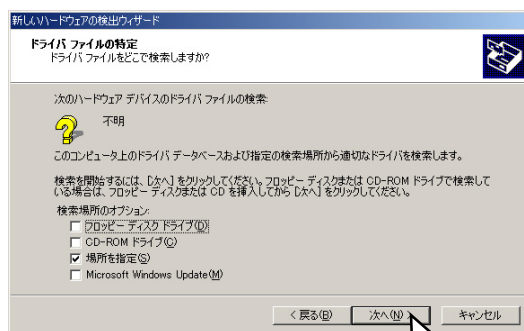 新しいハードウェアの検出ウィザード
ドライバ ファイルの特定
ドライバ ファイルをどこで検索しますか?
次のハードウェア デバイスのドライバ ファイルの検索:
不明
このコンピュータ上のドライバ データベースおよび指定の検索場所から適切なドライバを検索します。
検索を開始するには、[次へ] をクリックしてください。フロッピー ディスクまたは CD-ROM ドライブで検索して
いる場合は、フロッピー ディスクまたは CD を挿入してから [次へ] をクリックしてください。
検索場所のオプション:
フロッピー ディスク ドライブ(D)
CD-ROM ドライブ(C)
場所を指定(S)
Microsoft Windows Update(M)
< 戻る(B) 次へ(N) > キャンセル